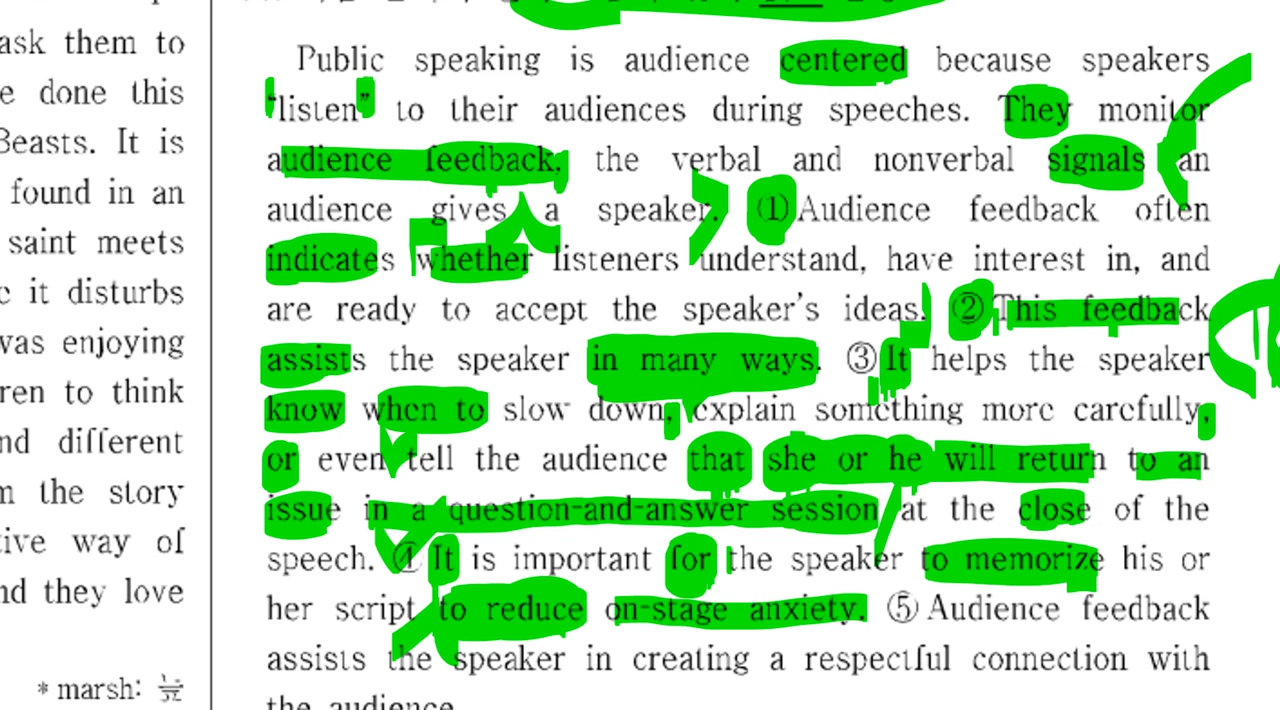 ask them to
e done this
Beasts. It is
found in an
saint meets
c it disturbs
was enjoying
ren to think
nd different
m the story
tive way of
nd they love
* marsh: 늪
Public speaking is audience centered because speakers
“listen” to their audiences during speeches. They monitor
audience feedback, the verbal and nonverbal signals an
audience gives a speaker. ① Audience feedback often
indicates whether listeners understand, have interest in, and
are ready to accept the speaker’s ideas. ② This feedback
assists the speaker in many ways. ③ It helps the speaker
know when to slow down, explain something more carefully,
or even tell the audience that she or he will return to an
issue in a question-and-answer session at the close of the
speech. ④ It is important for the speaker to memorize his or
her script to reduce on-stage anxiety. ⑤ Audience feedback
assists the speaker in creating a respectful connection with
the audience.